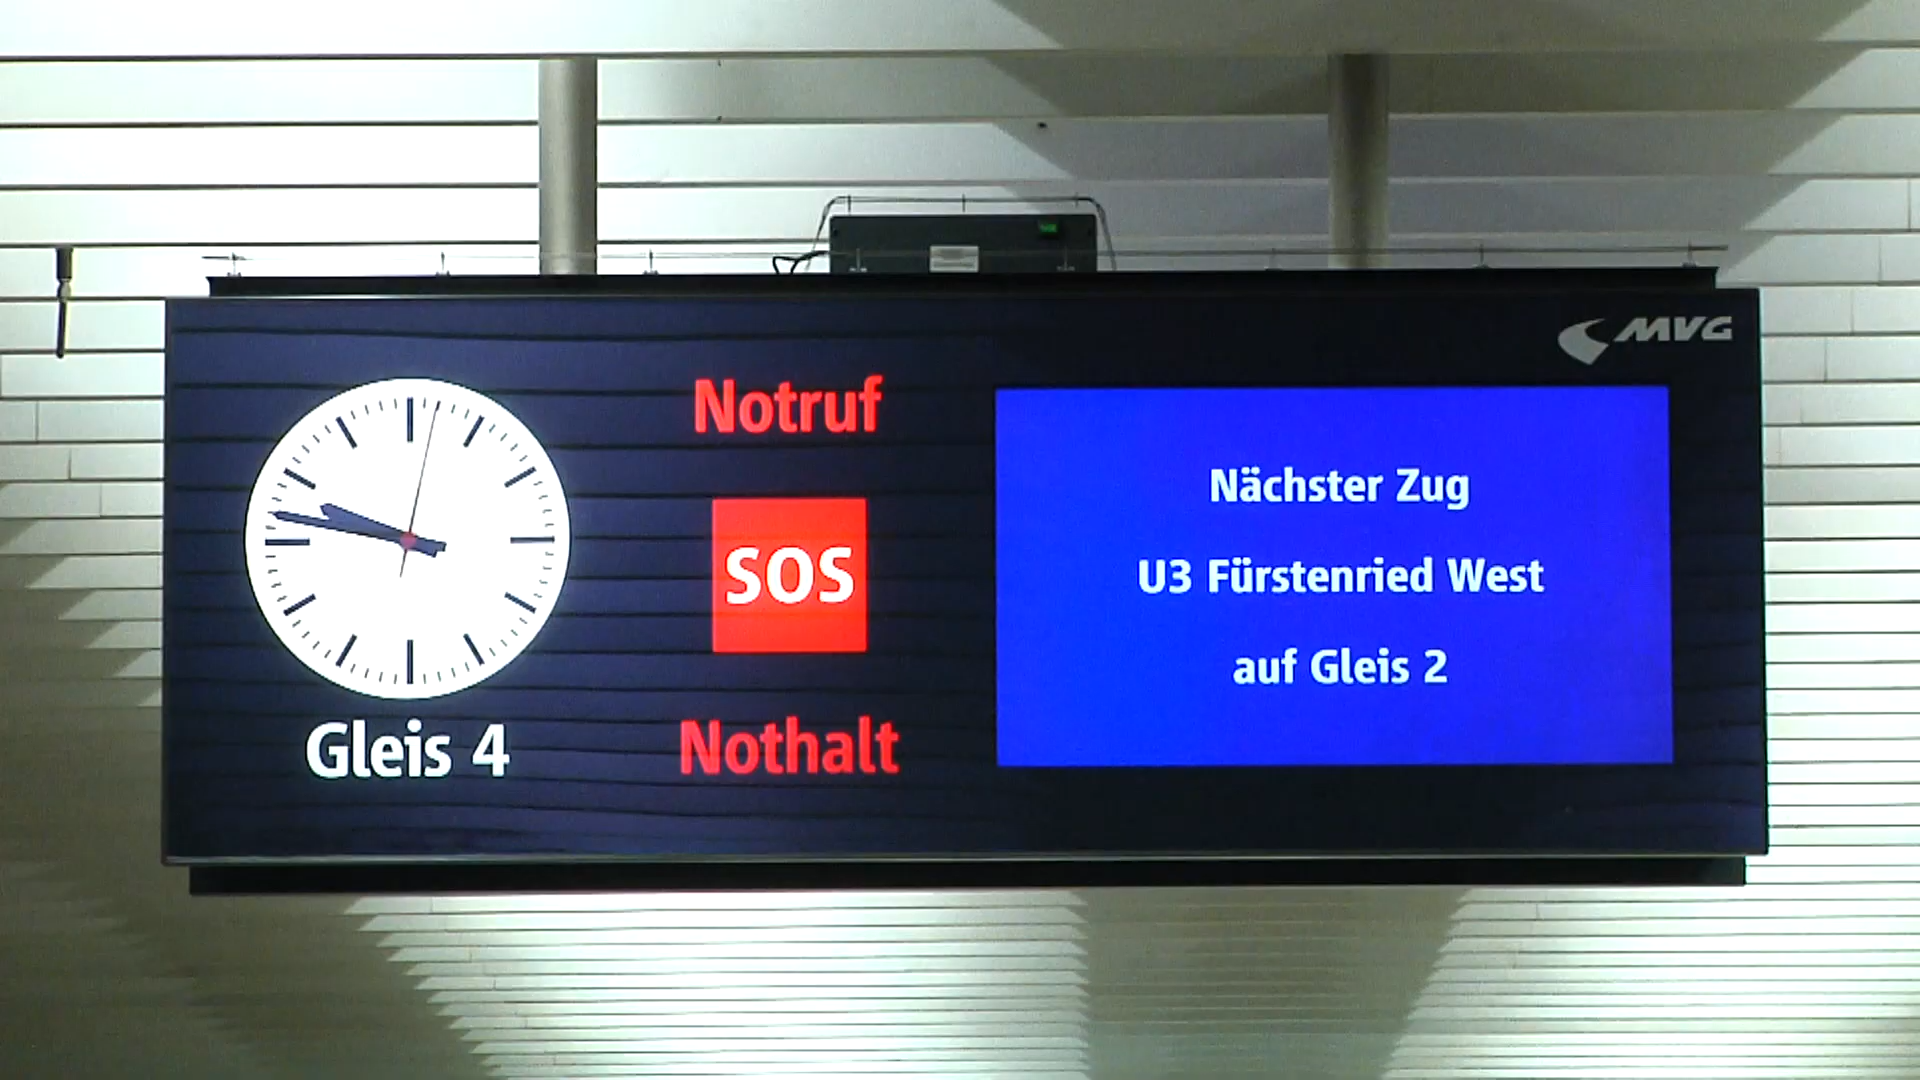 MVG
Notruf
SOS
Nothalt
Gleis 4
Nächster Zug
U3 Fürstenried West
auf Gleis 2